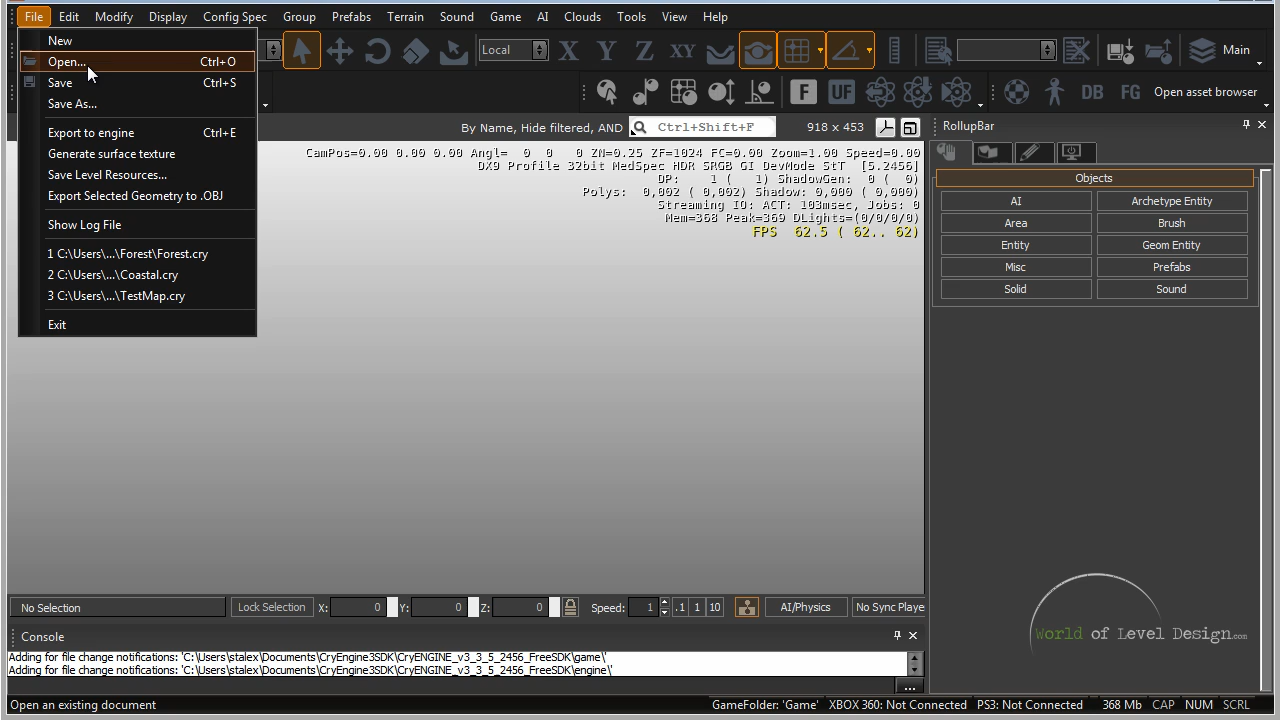 File Edit Modify Display Config Spec Group Prefabs Terrain Sound Game AI Clouds Tools View Help
New
Open... Ctrl+O
Save Ctrl+S
Save As...
Export to engine Ctrl+E
Generate surface texture
Save Level Resources...
Export Selected Geometry to .OBJ
Show Log File
1 C:\Users\...\Forest\Forest.cry
2 C:\Users\...\Coastal.cry
3 C:\Users\...\TestMap.cry
Exit
Local X Y Z XY Main
F UF DB FG Open asset browser
By Name, Hide filtered, AND Ctrl+Shift+F 918 x 453
CamPos=0.00 0.00 0.00 Angl= 0 0 0 ZN=0.25 ZF=1024 FC=0.00 Zoom=1.00 Speed=0.00
DX9 Profile 32bit MedSpec HDR SRGB GI DevMode StT [5.2456]
DP: 1 ( 1) ShadowGen: 0 ( 0)
Polys: 0,002 ( 0,002) Shadow: 0,000 ( 0,000)
Streaming IO: ACT: 103msec, Jobs: 0
Mem=368 Peak=369 DLights=(0/0/0/0)
FPS 62.5 ( 62.. 62)
RollupBar
Objects
AI Archetype Entity
Area Brush
Entity Geom Entity
Misc Prefabs
Solid Sound
World of Level Design.com
No Selection Lock Selection X: 0 Y: 0 Z: 0 Speed: 1 .1 1 10 AI/Physics No Sync Playe
Console
Adding for file change notifications: 'C:\Users\stalex\Documents\CryEngine3SDK\CryENGINE_v3_3_5_2456_FreeSDK\game\'
Adding for file change notifications: 'C:\Users\stalex\Documents\CryEngine3SDK\CryENGINE_v3_3_5_2456_FreeSDK\engine\'
...
Open an existing document GameFolder: 'Game' XBOX 360: Not Connected PS3: Not Connected 368 Mb CAP NUM SCRL